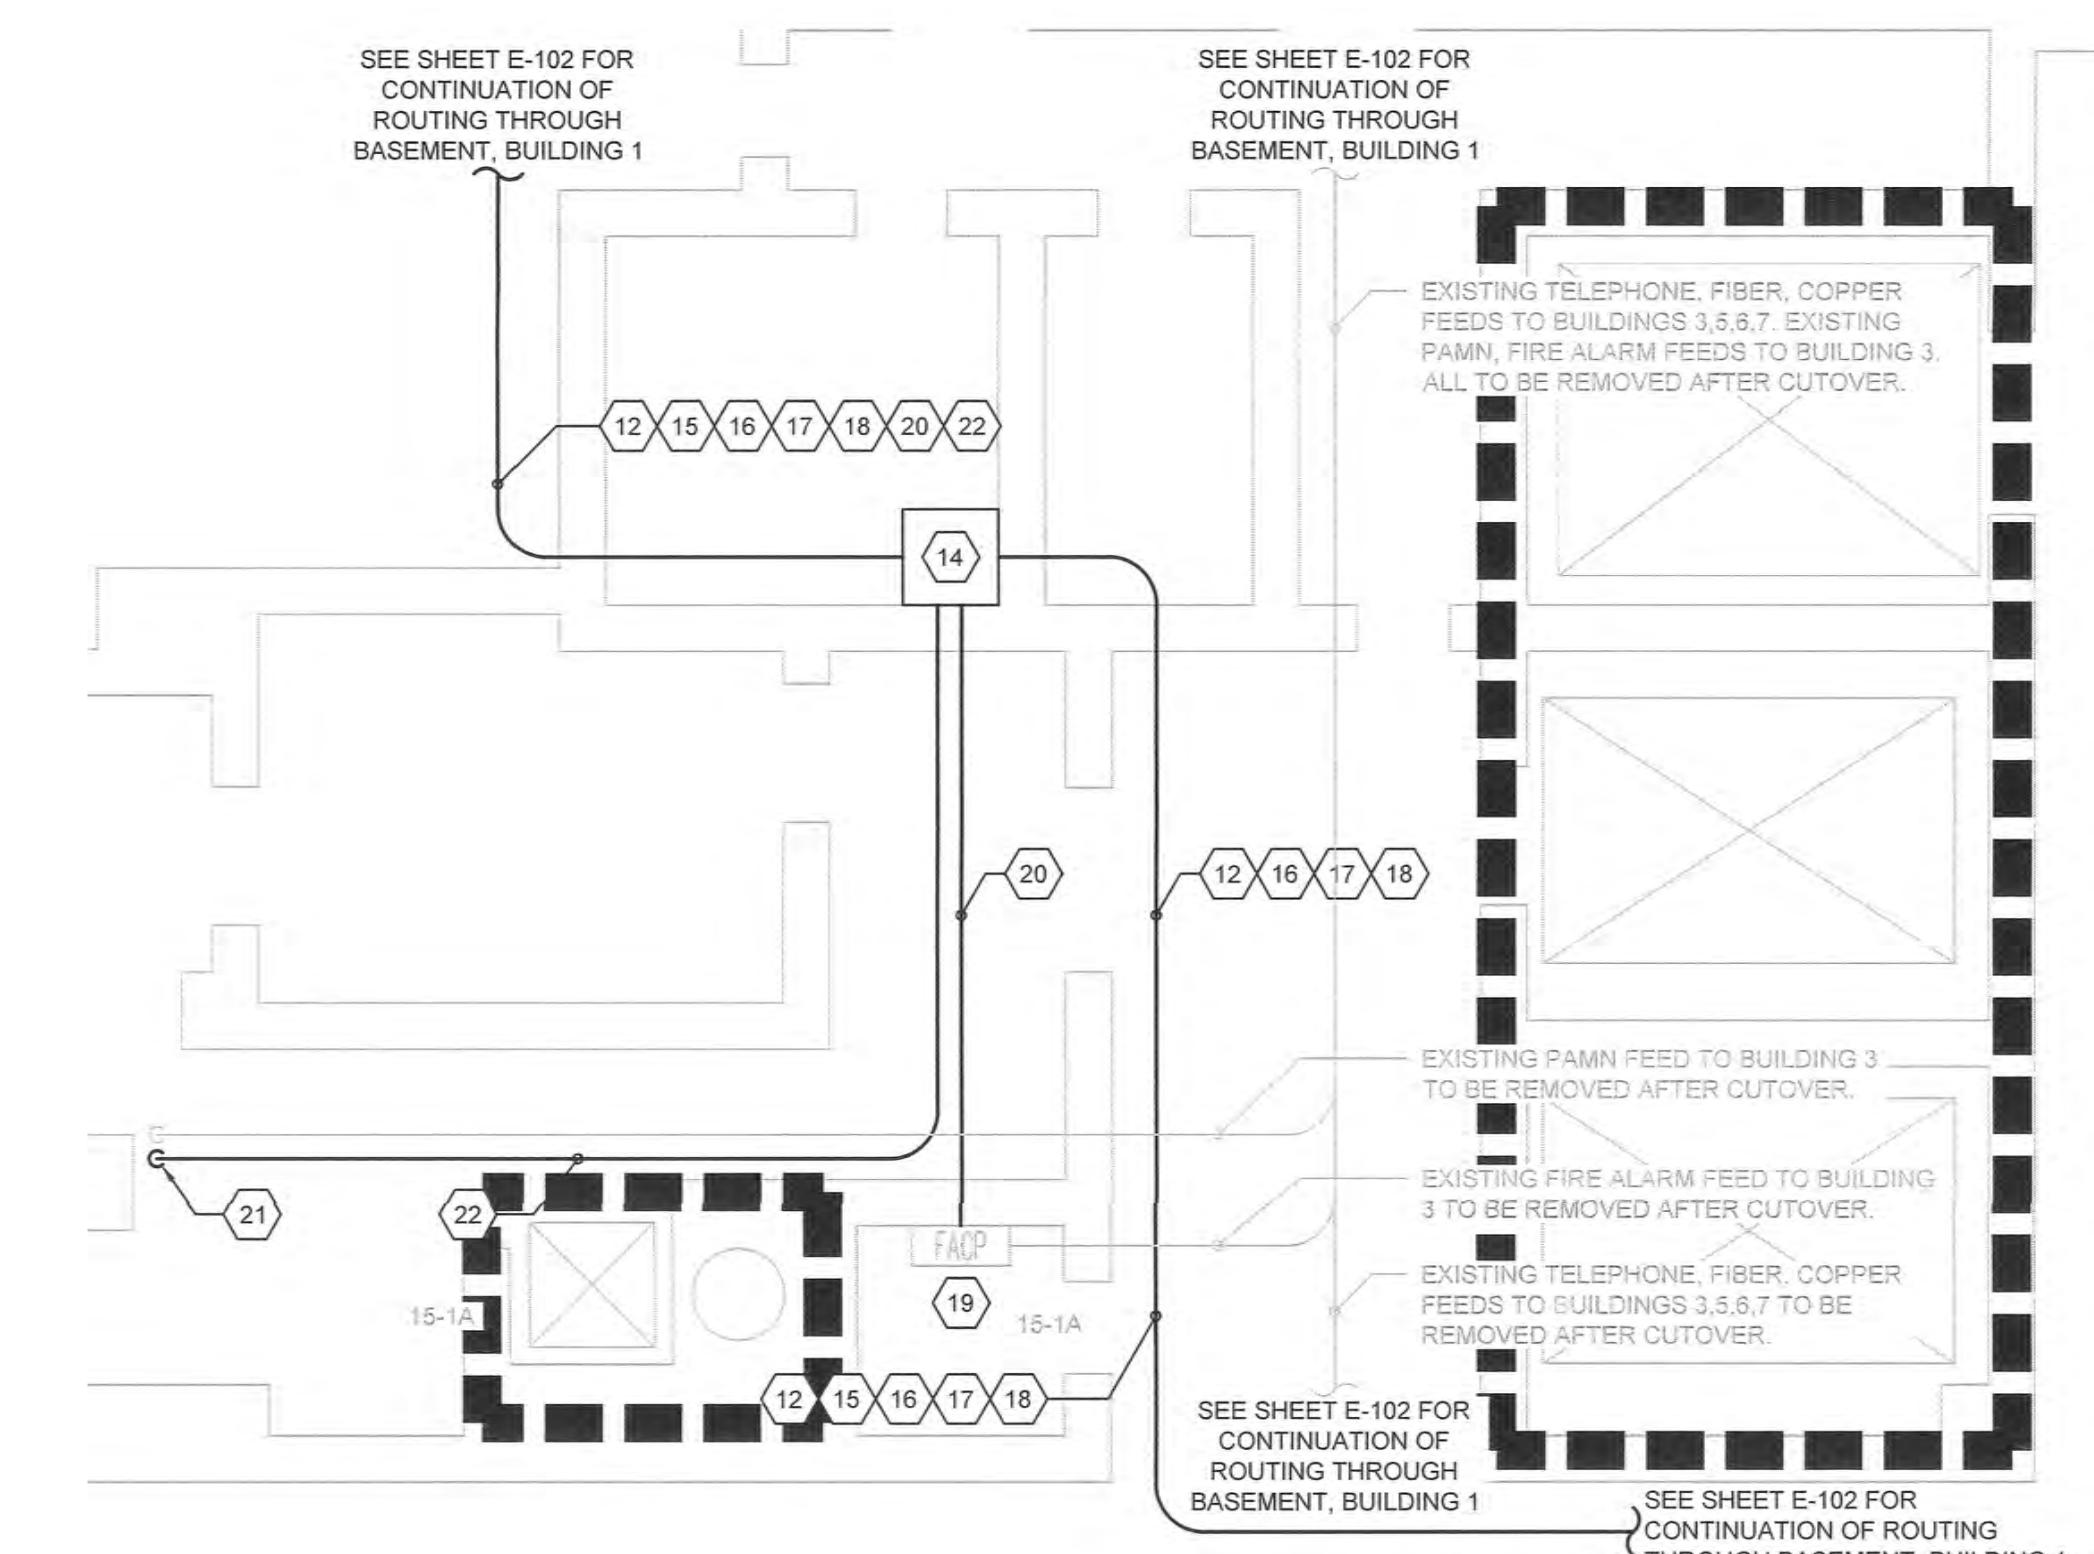 SEE SHEET E-102 FOR
CONTINUATION OF
ROUTING THROUGH
BASEMENT, BUILDING 1
SEE SHEET E-102 FOR
CONTINUATION OF
ROUTING THROUGH
BASEMENT, BUILDING 1
EXISTING TELEPHONE, FIBER, COPPER
FEEDS TO BUILDINGS 3,5,6,7. EXISTING
PAMN, FIRE ALARM FEEDS TO BUILDING 3.
ALL TO BE REMOVED AFTER CUTOVER.
12 15 16 17 18 20 22
14
20
12 16 17 18
EXISTING PAMN FEED TO BUILDING 3
TO BE REMOVED AFTER CUTOVER.
C
EXISTING FIRE ALARM FEED TO BUILDING
3 TO BE REMOVED AFTER CUTOVER.
21
22
FACP
EXISTING TELEPHONE, FIBER, COPPER
FEEDS TO BUILDINGS 3,5,6,7 TO BE
REMOVED AFTER CUTOVER.
19
15-1A
15-1A
12 15 16 17 18
SEE SHEET E-102 FOR
CONTINUATION OF
ROUTING THROUGH
BASEMENT, BUILDING 1
SEE SHEET E-102 FOR
CONTINUATION OF ROUTING
THROUGH BASEMENT, BUILDING